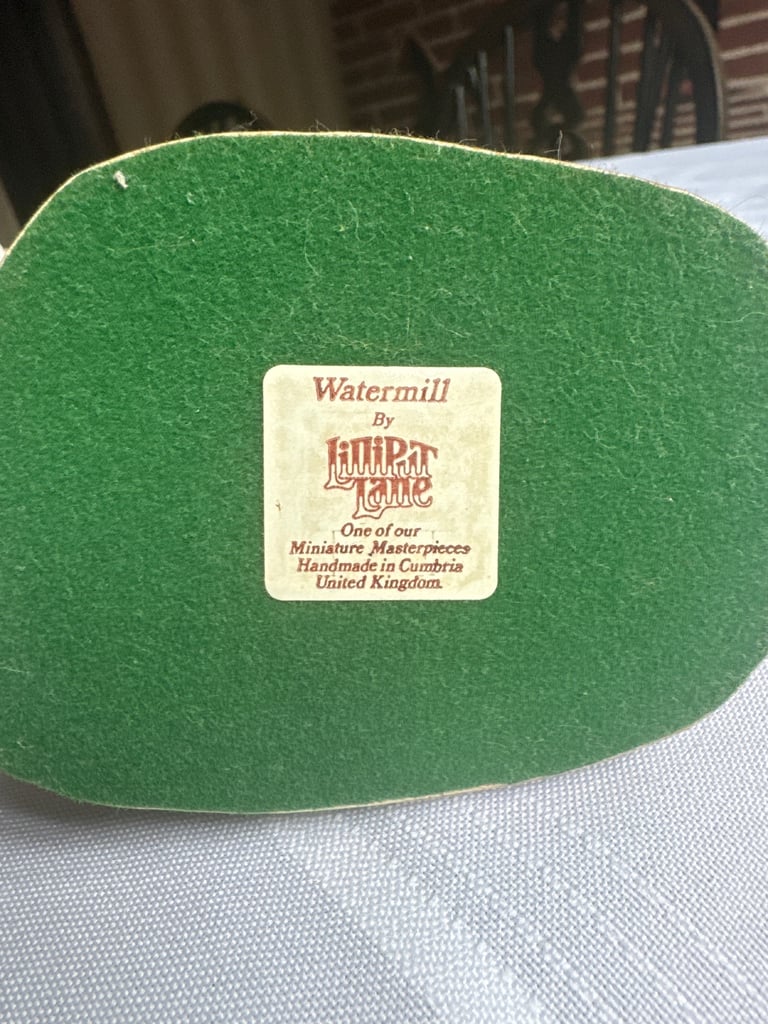 Watermill
By
Lilliput
Lane
One of our
Miniature Masterpieces
Handmade in Cumbria
United Kingdom.